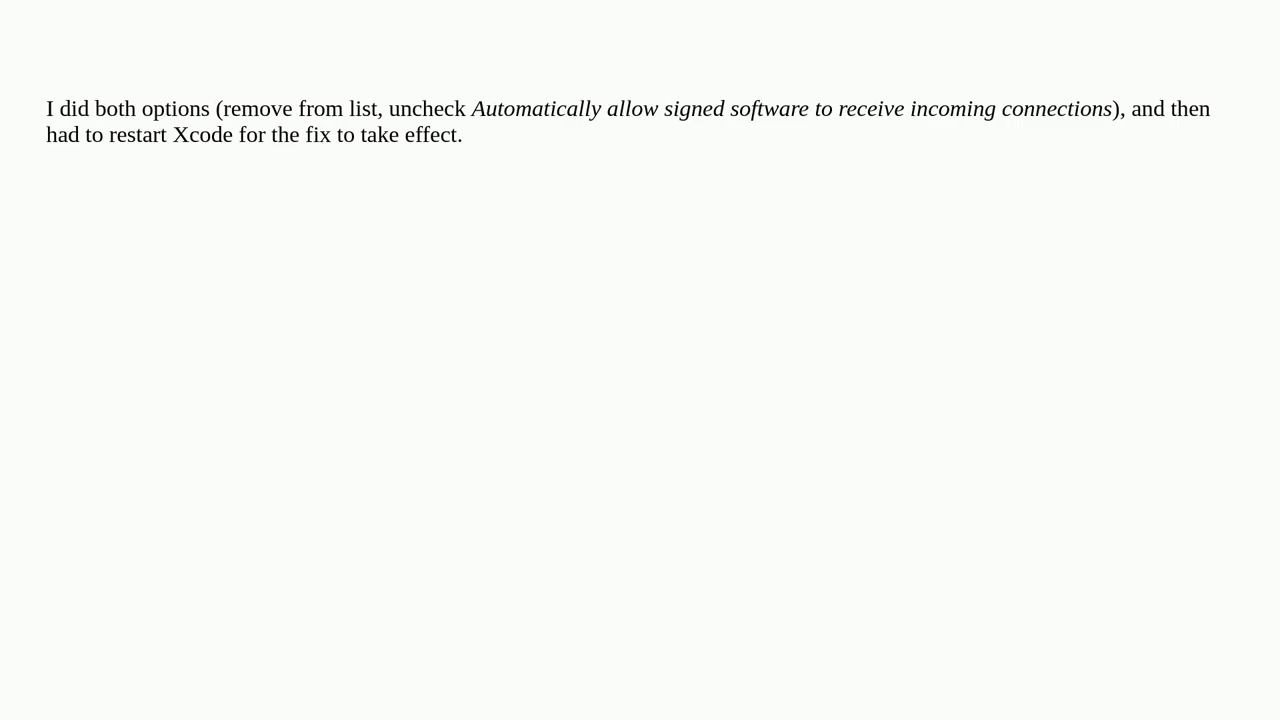 I did both options (remove from list, uncheck Automatically allow signed software to receive incoming connections), and then
had to restart Xcode for the fix to take effect.